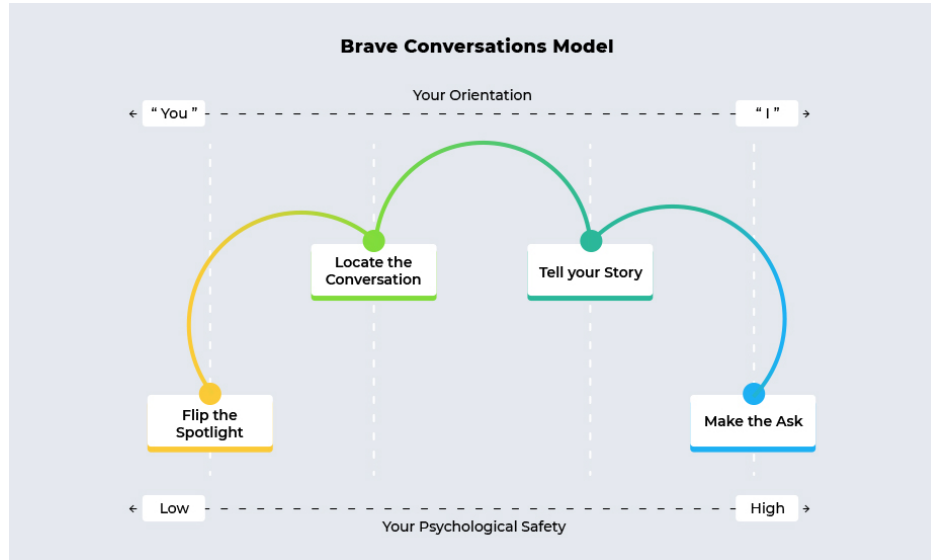 Brave Conversations Model
Your Orientation
“ You ”
“ I ”
Locate the
Conversation
Tell your Story
Flip the
Spotlight
Make the Ask
Low
High
Your Psychological Safety